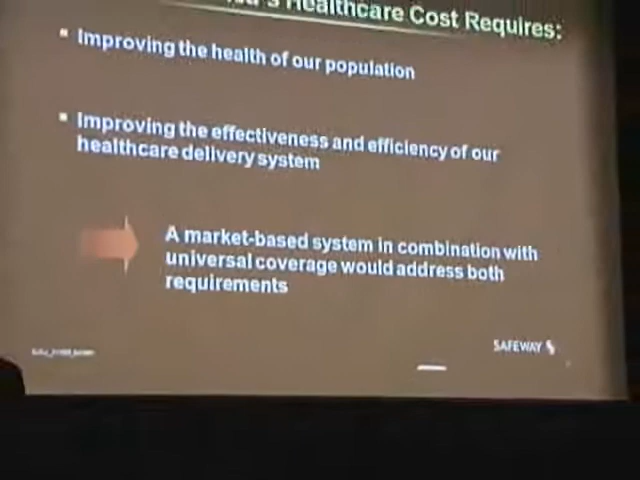 Healthcare Cost Requires:
Improving the health of our population
Improving the effectiveness and efficiency of our
healthcare delivery system
A market-based system in combination with
universal coverage would address both
requirements
SAFEWAY